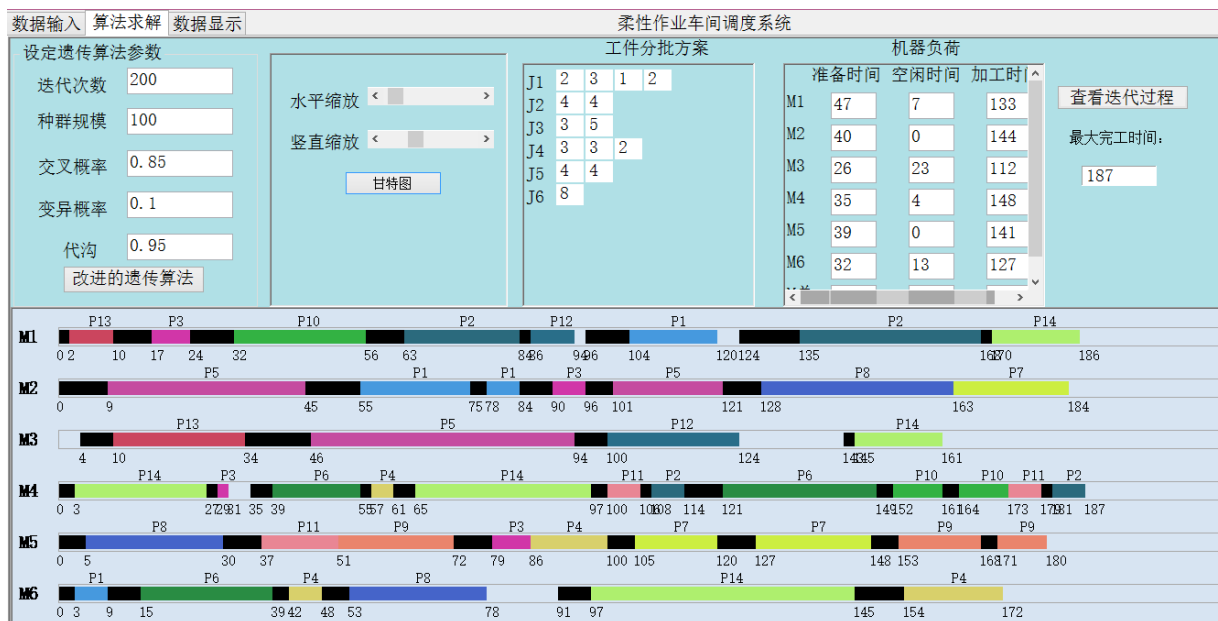 数据输入 算法求解 数据显示 柔性作业车间调度系统
设定遗传算法参数
迭代次数 200
种群规模 100
交叉概率 0.85
变异概率 0.1
代沟 0.95
改进的遗传算法
水平缩放
竖直缩放
甘特图
工件分批方案
J1 2 3 1 2
J2 4 4
J3 3 5
J4 3 3 2
J5 4 4
J6 8
机器负荷
准备时间 空闲时间 加工时
M1 47 7 133
M2 40 0 144
M3 26 23 112
M4 35 4 148
M5 39 0 141
M6 32 13 127
查看迭代过程
最大完工时间:
187
P13 P3 P10 P2 P12 P1 P2 P14
M1
0 2 10 17 24 32 56 63 84 86 94 96 104 120 124 135 168 170 186
P5 P1 P1 P3 P5 P8 P7
M2
0 9 45 55 75 78 84 90 96 101 121 128 163 184
P13 P5 P12 P14
M3
4 10 34 46 94 100 124 143 145 161
P14 P3 P6 P4 P14 P11 P2 P6 P10 P10 P11 P2
M4
0 3 27 29 31 35 39 55 57 61 65 97 100 106 108 114 121 149 152 161 164 173 179 181 187
P8 P11 P9 P3 P4 P7 P7 P9 P9
M5
0 5 30 37 51 72 79 86 100 105 120 127 148 153 168 171 180
P1 P6 P4 P8 P14 P4
M6
0 3 9 15 39 42 48 53 78 91 97 145 154 172